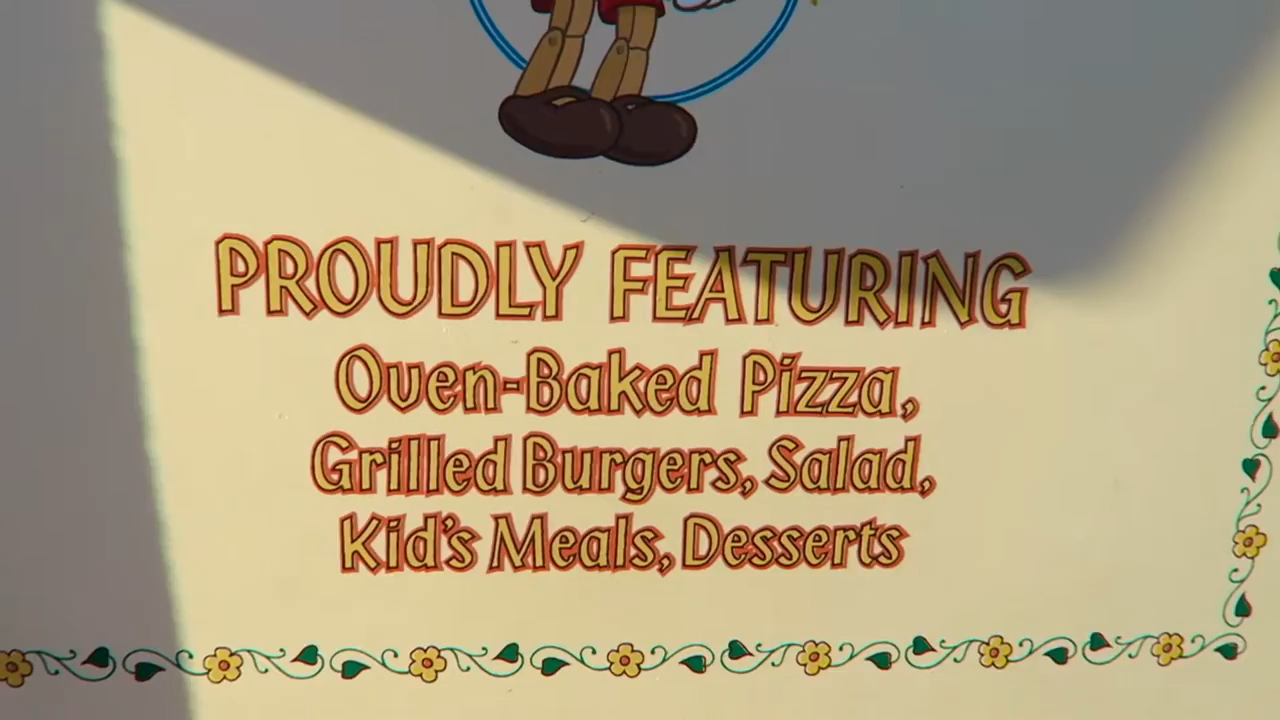 PROUDLY FEATURING
Oven-Baked Pizza,
Grilled Burgers, Salad,
Kid's Meals, Desserts